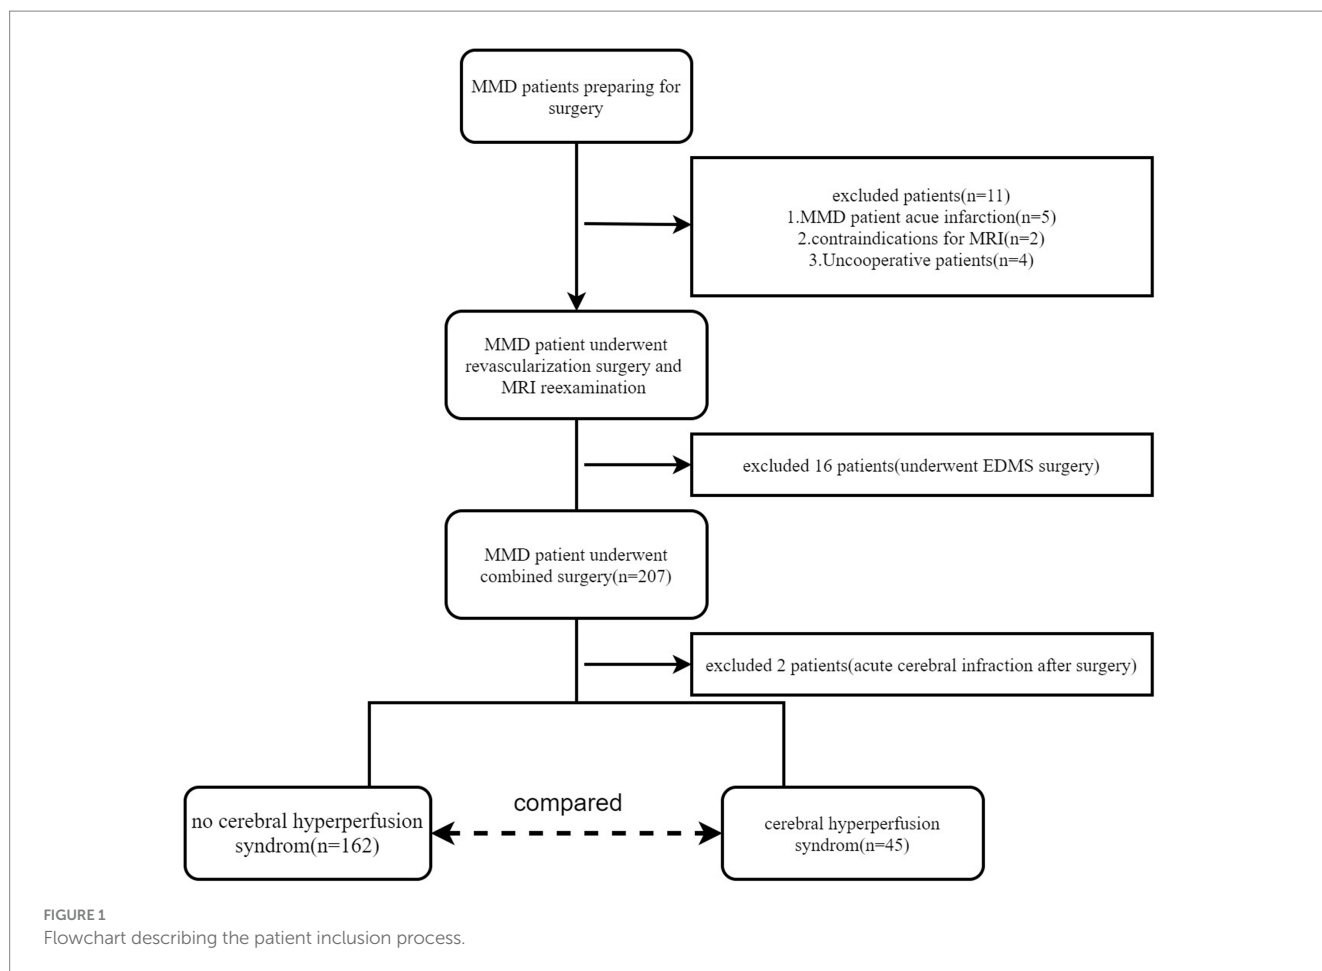 MMD patients preparing for
surgery
excluded patients(n=11)
1.MMD patient acue infarction(n=5)
2.contraindications for MRI(n=2)
3.Uncooperative patients(n=4)
MMD patient underwent
revascularization surgery and
MRI reexamination
excluded 16 patients(underwent EDMS surgery)
MMD patient underwent
combined surgery(n=207)
excluded 2 patients(acute cerebral infraction after surgery)
no cerebral hyperperfusion
syndrom(n=162)
compared
cerebral hyperperfusion
syndrom(n=45)
FIGURE 1
Flowchart describing the patient inclusion process.